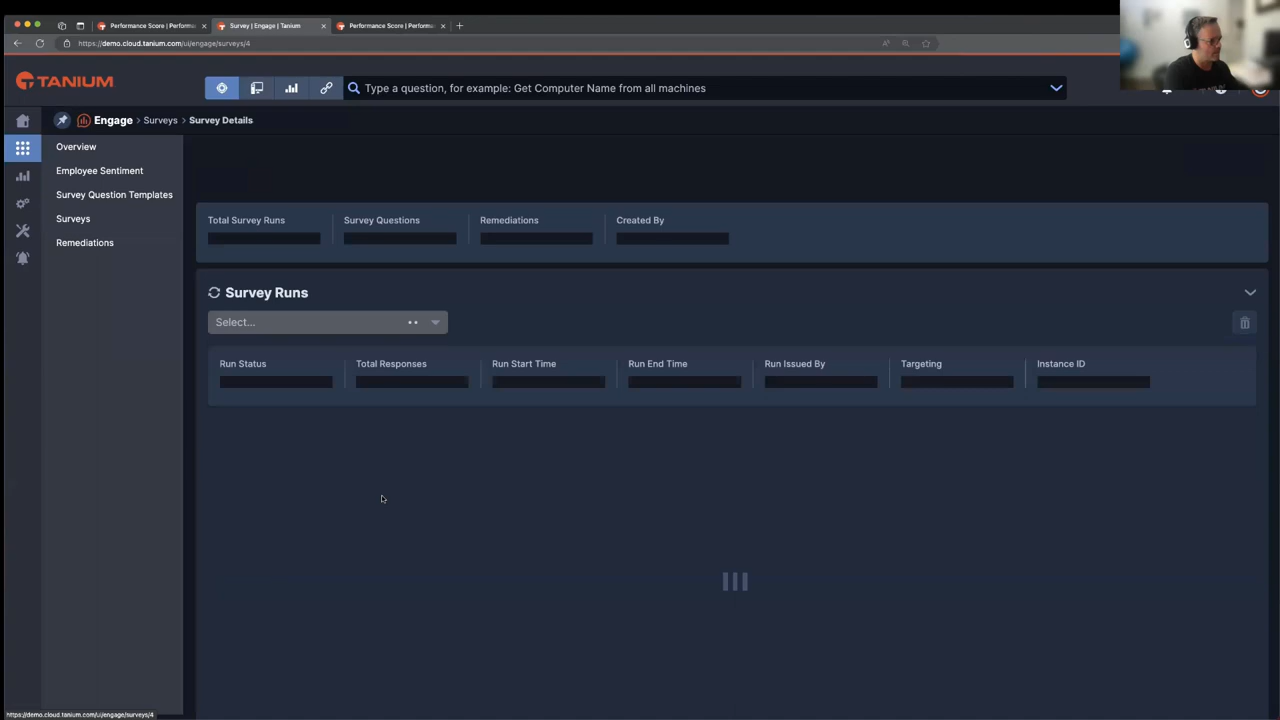 Performance Score | Performa
Survey | Engage | Tanium
Performance Score | Performa
https://demo.cloud.tanium.com/ui/engage/surveys/4
TANIUM
Type a question, for example: Get Computer Name from all machines
Engage > Surveys > Survey Details
Overview
Employee Sentiment
Survey Question Templates
Surveys
Remediations
Total Survey Runs
Survey Questions
Remediations
Created By
Survey Runs
Select...
Run Status
Total Responses
Run Start Time
Run End Time
Run Issued By
Targeting
Instance ID
https://demo.cloud.tanium.com/ui/engage/surveys/4